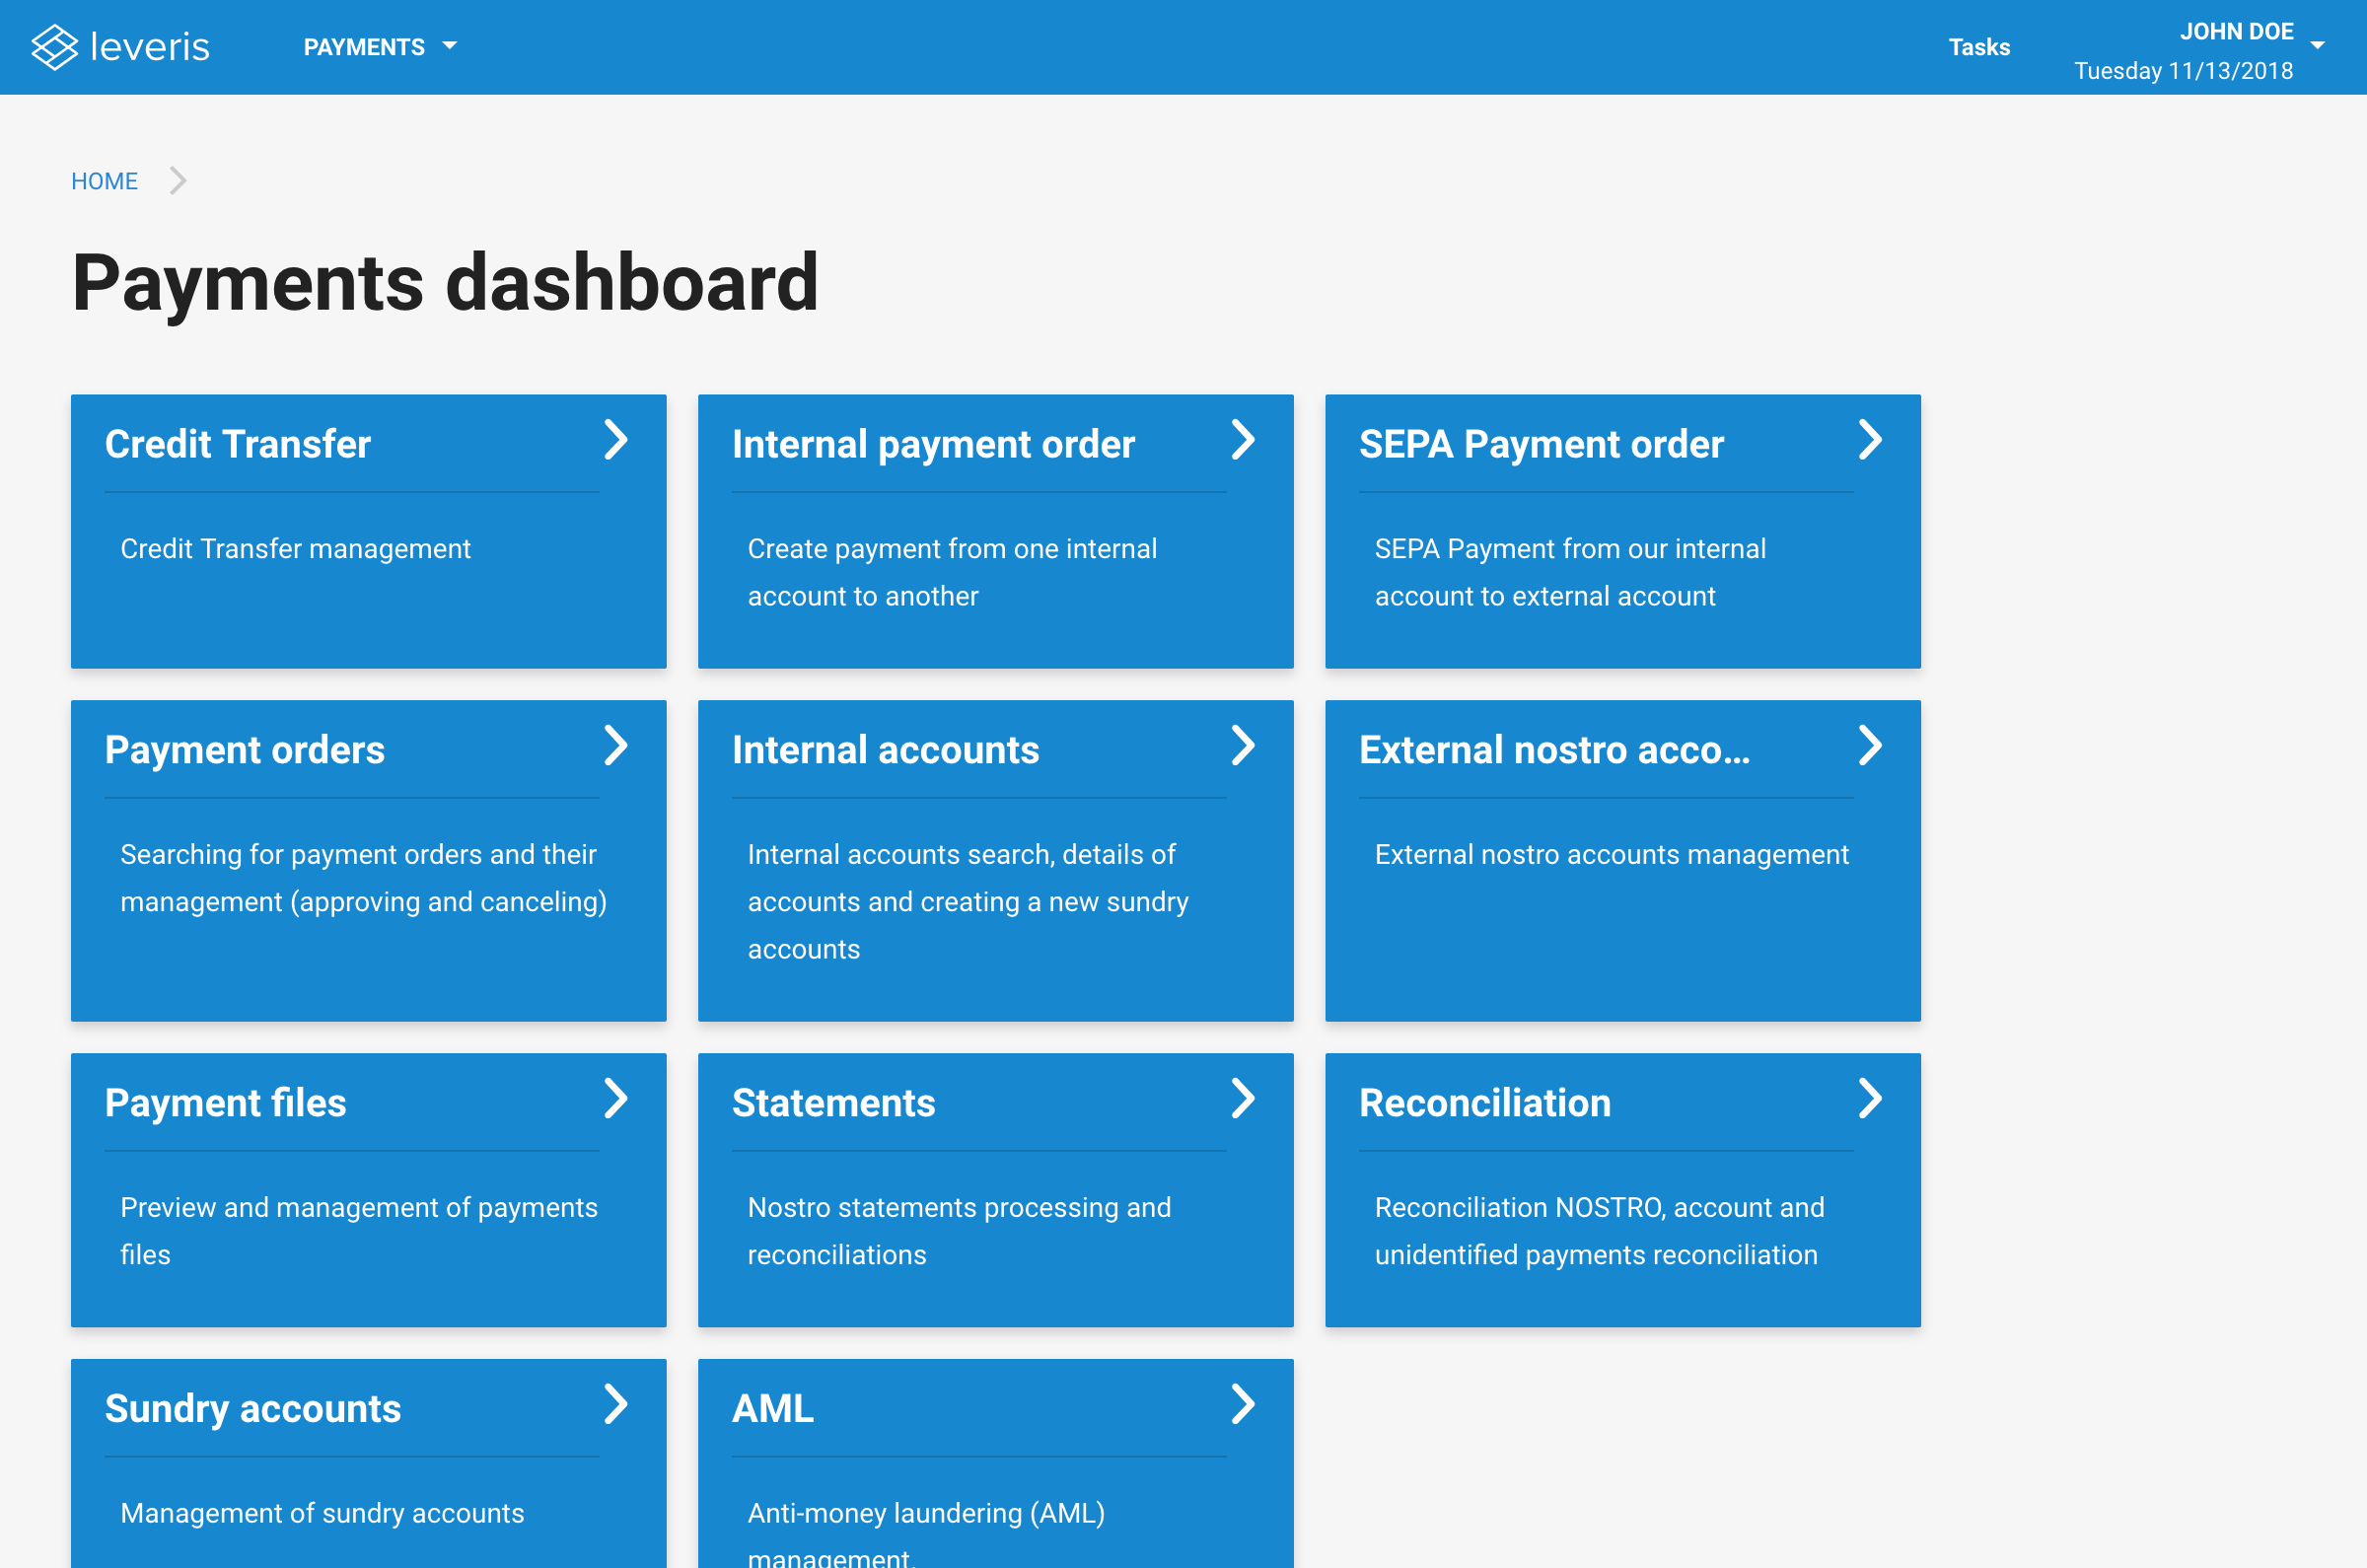 leveris
PAYMENTS
Tasks
JOHN DOE
Tuesday 11/13/2018
HOME
Payments dashboard
Credit Transfer
Credit Transfer management
Internal payment order
Create payment from one internal
account to another
SEPA Payment order
SEPA Payment from our internal
account to external account
Payment orders
Searching for payment orders and their
management (approving and canceling)
Internal accounts
Internal accounts search, details of
accounts and creating a new sundry
accounts
External nostro acco...
External nostro accounts management
Payment files
Preview and management of payments
files
Statements
Nostro statements processing and
reconciliations
Reconciliation
Reconciliation NOSTRO, account and
unidentified payments reconciliation
Sundry accounts
Management of sundry accounts
AML
Anti-money laundering (AML)
management.